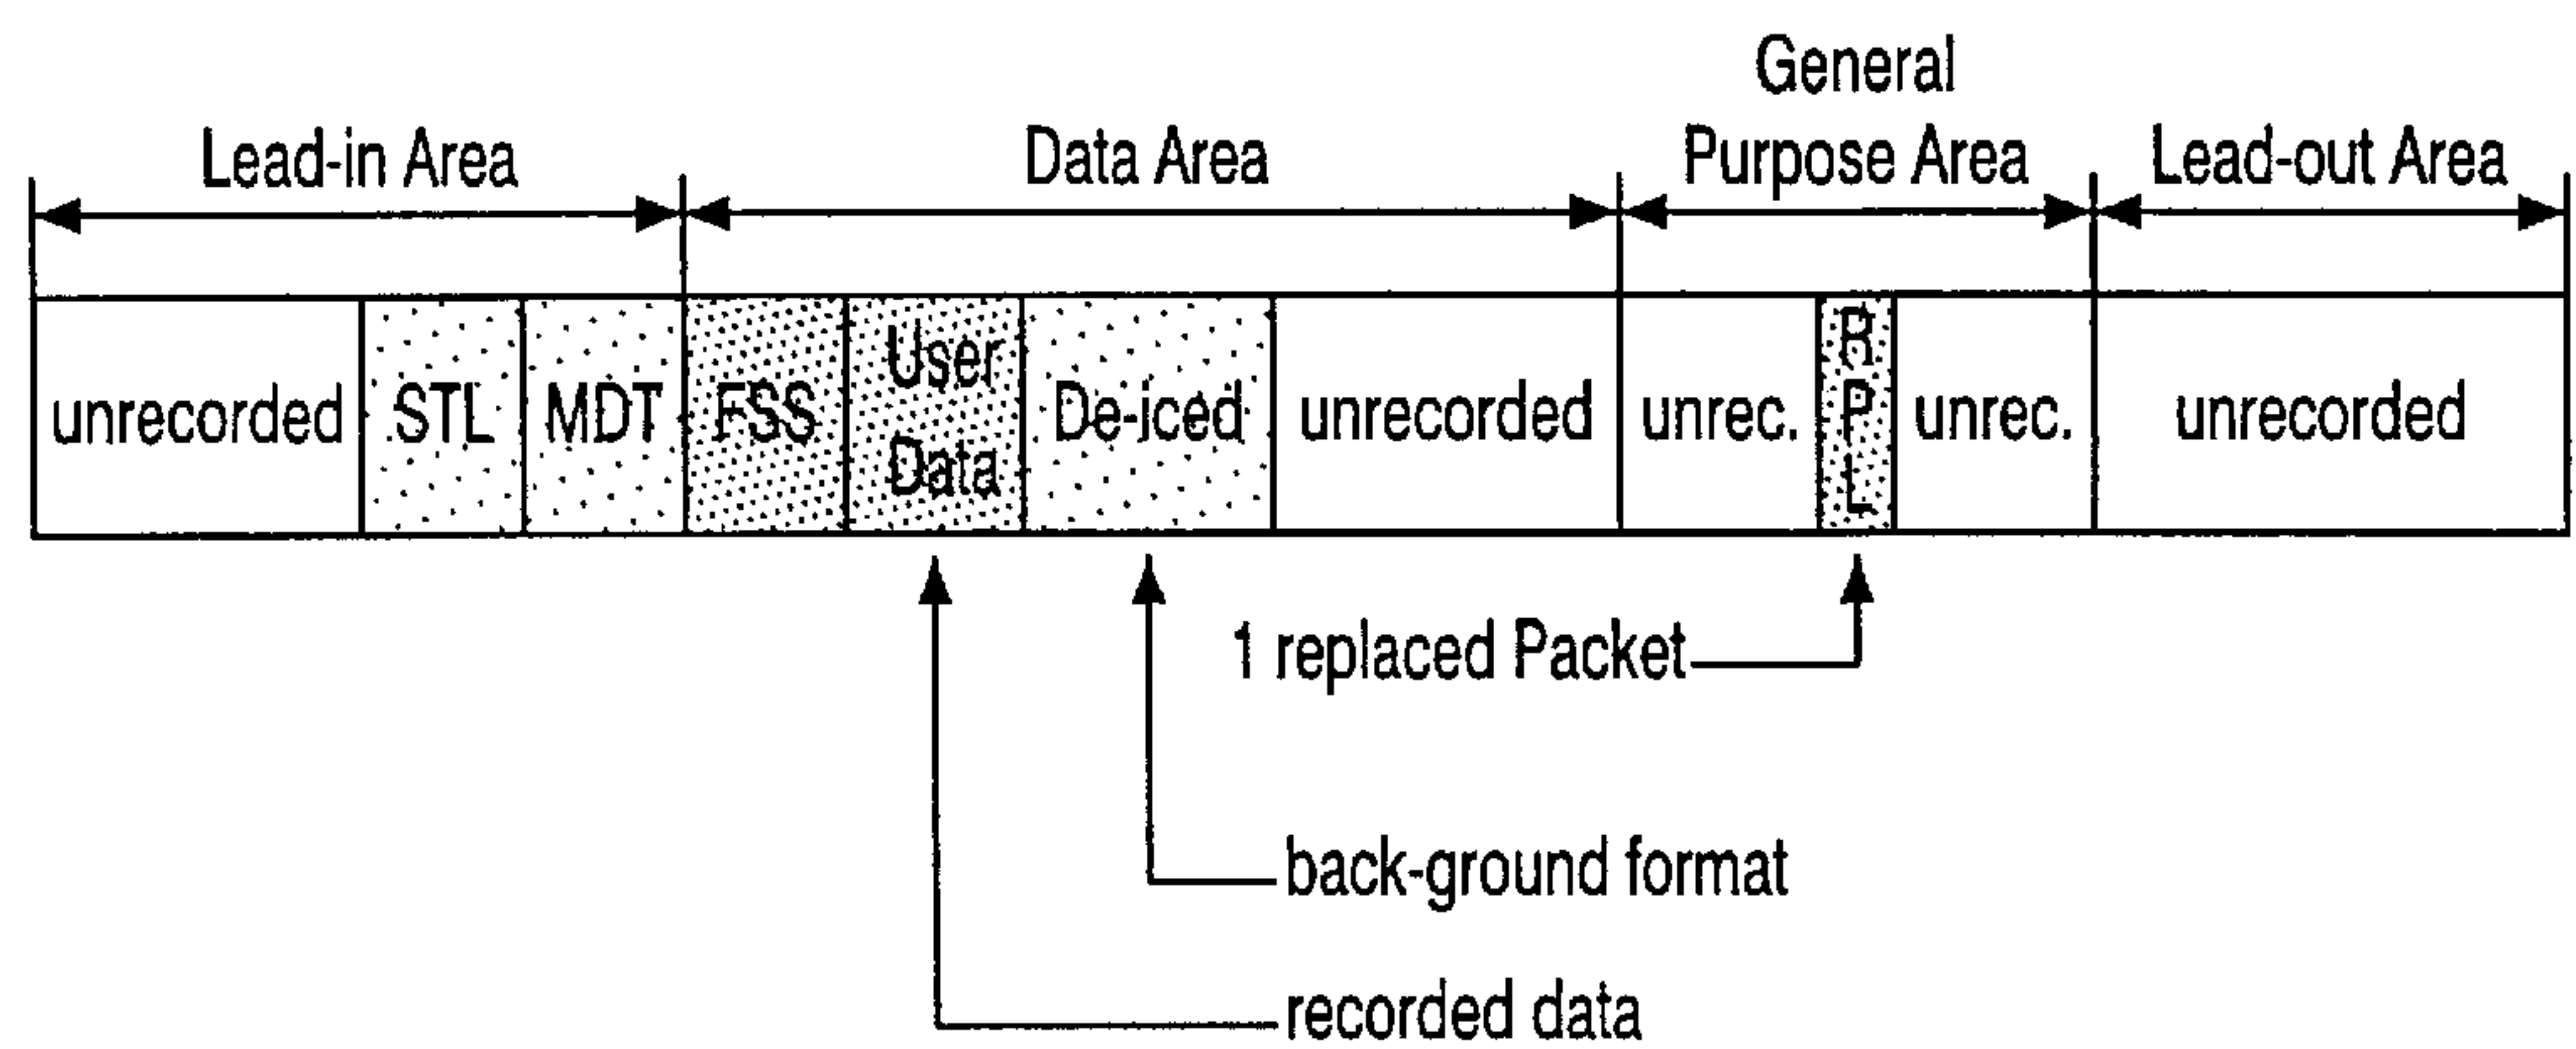 General
Lead-in Area Data Area Purpose Area Lead-out Area
unrecorded STL MDT FSS User Data De-iced unrecorded unrec. RPL unrec. unrecorded
1 replaced Packet
back-ground format
recorded data